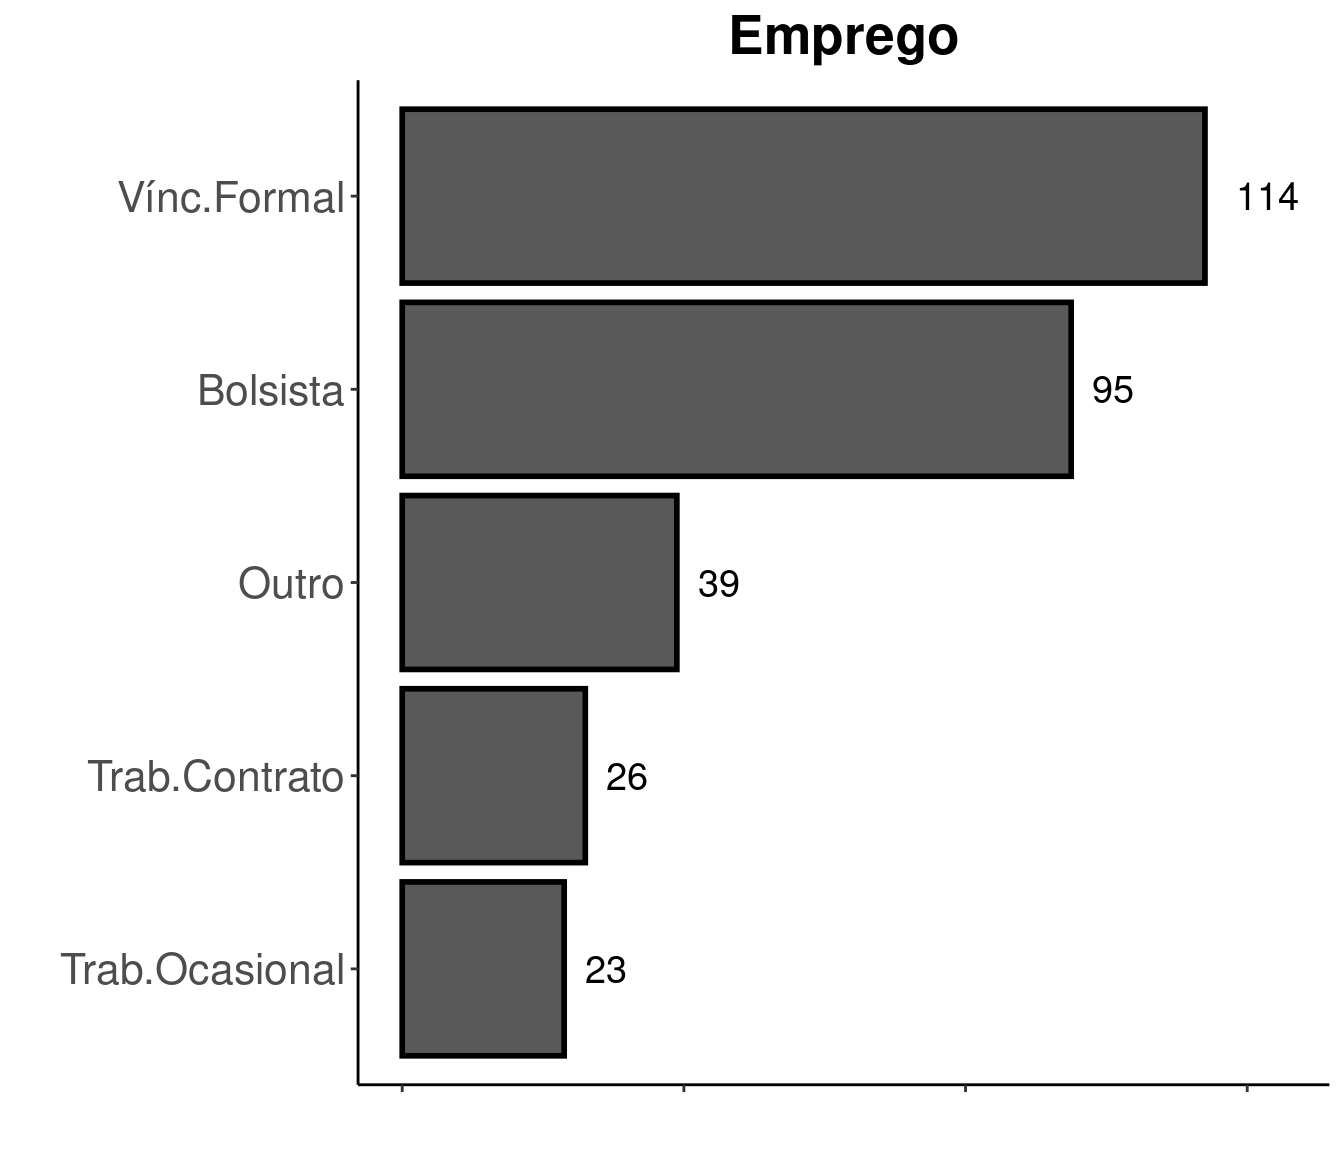 Emprego
Vínc.Formal 114
Bolsista 95
Outro 39
Trab.Contrato 26
Trab.Ocasional 23